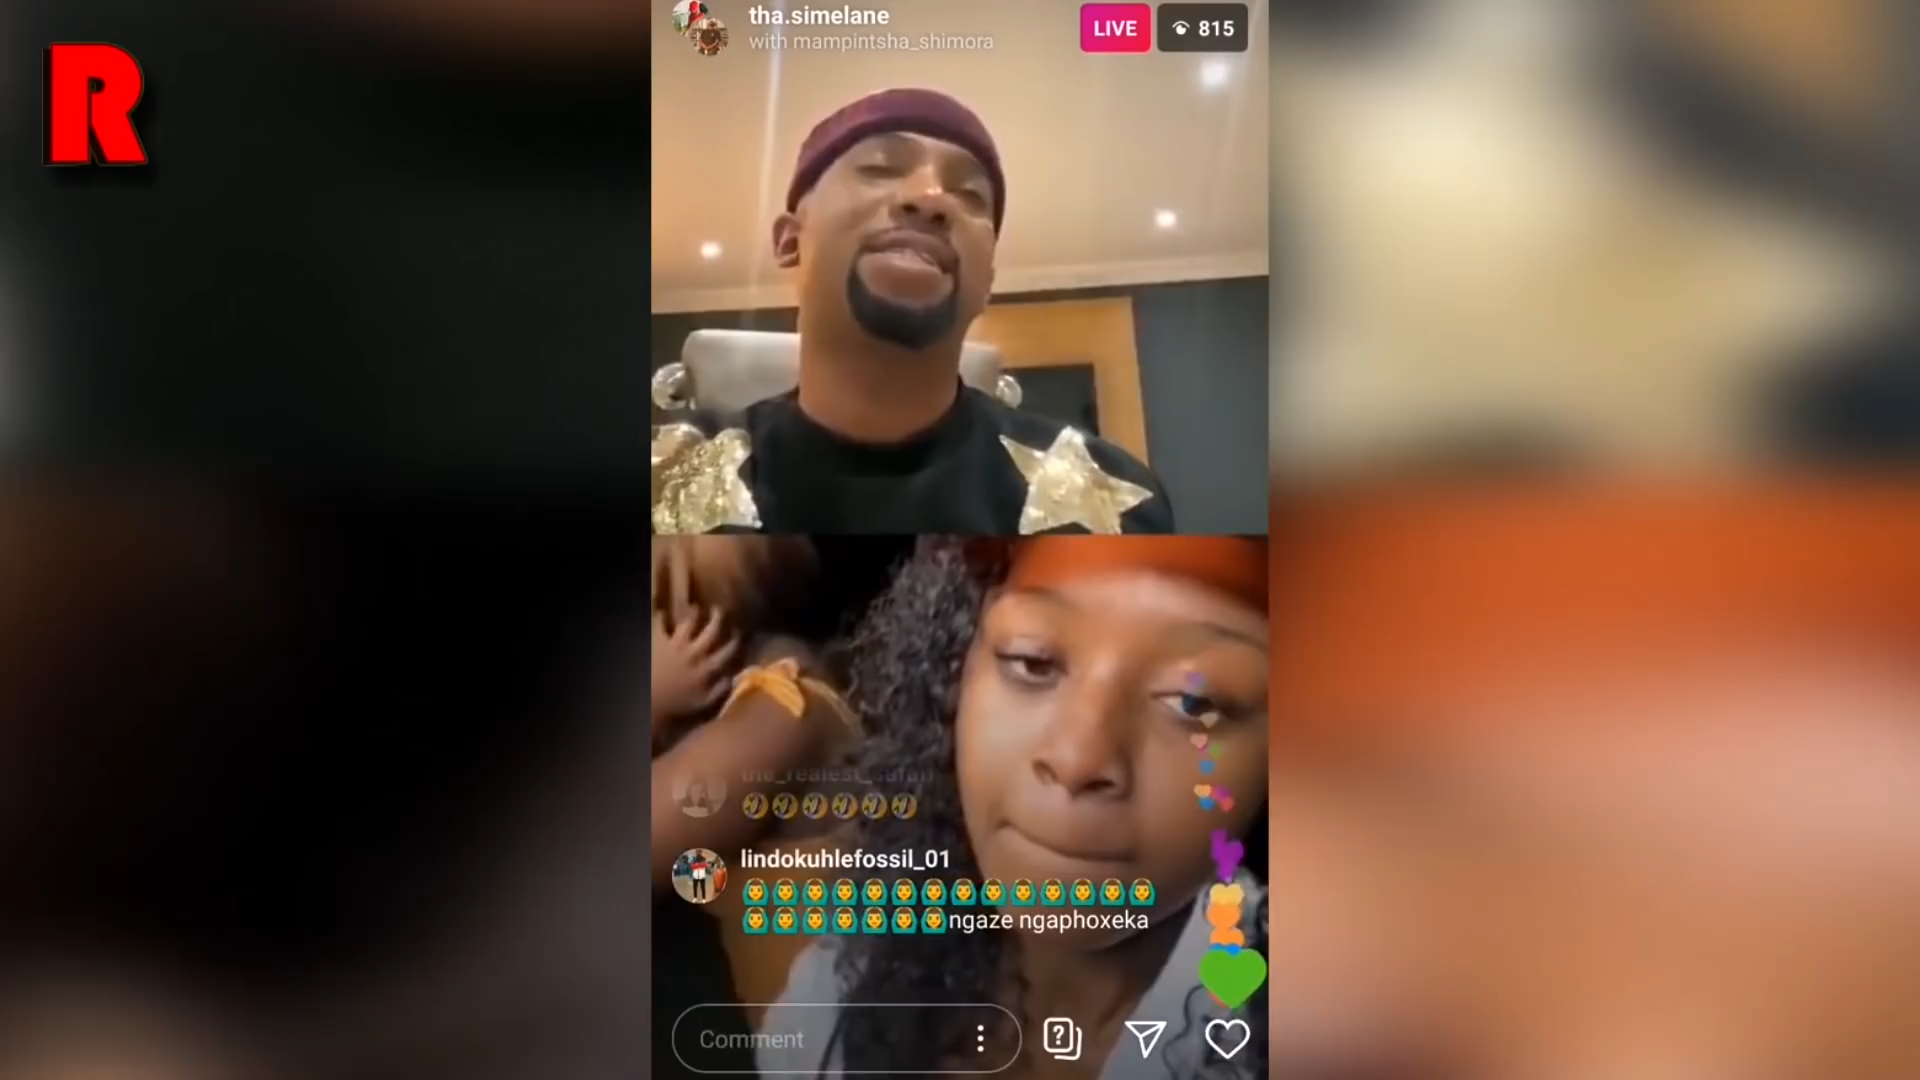 R
tha.simelane
with mampintsha_shimora
LIVE
815
🤣🤣🤣🤣🤣🤣
lindokuhlefossil_01
🙆‍♂️🙆‍♂️🙆‍♂️🙆‍♂️🙆‍♂️🙆‍♂️🙆‍♂️🙆‍♂️🙆‍♂️🙆‍♂️🙆‍♂️🙆‍♂️🙆‍♂️🙆‍♂️
🙆‍♂️🙆‍♂️🙆‍♂️🙆‍♂️🙆‍♂️🙆‍♂️🙆‍♂️ngaze ngaphoxeka
Comment